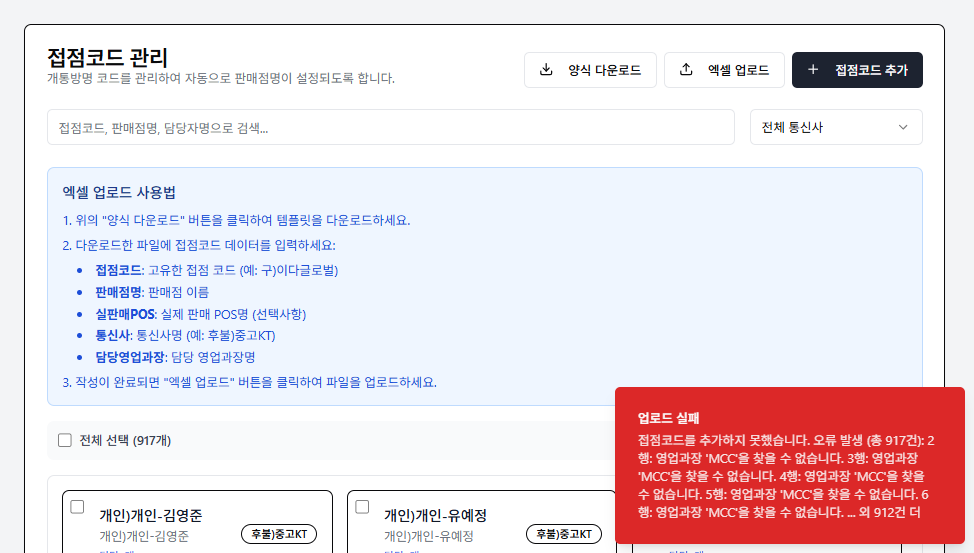 접점코드 관리
개통방명 코드를 관리하여 자동으로 판매점명이 설정되도록 합니다.
양식 다운로드
엑셀 업로드
접점코드 추가
접점코드, 판매점명, 담당자명으로 검색...
전체 통신사
엑셀 업로드 사용법
1. 위의 "양식 다운로드" 버튼을 클릭하여 템플릿을 다운로드하세요.
2. 다운로드한 파일에 접점코드 데이터를 입력하세요:
• 접점코드: 고유한 접점 코드 (예: 구)이다글로벌)
• 판매점명: 판매점 이름
• 실판매POS: 실제 판매 POS명 (선택사항)
• 통신사: 통신사명 (예: 후불)중고KT)
• 담당영업과장: 담당 영업과장명
3. 작성이 완료되면 "엑셀 업로드" 버튼을 클릭하여 파일을 업로드하세요.
전체 선택 (917개)
개인)개인-김영준
개인)개인-김영준
후불)중고KT
개인)개인-유예정
개인)개인-유예정
후불)중고KT
업로드 실패
접점코드를 추가하지 못했습니다. 오류 발생 (총 917건): 2
행: 영업과장 'MCC'을 찾을 수 없습니다. 3행: 영업과장
'MCC'을 찾을 수 없습니다. 4행: 영업과장 'MCC'을 찾을
수 없습니다. 5행: 영업과장 'MCC'을 찾을 수 없습니다. 6
행: 영업과장 'MCC'을 찾을 수 없습니다. ... 외 912건 더